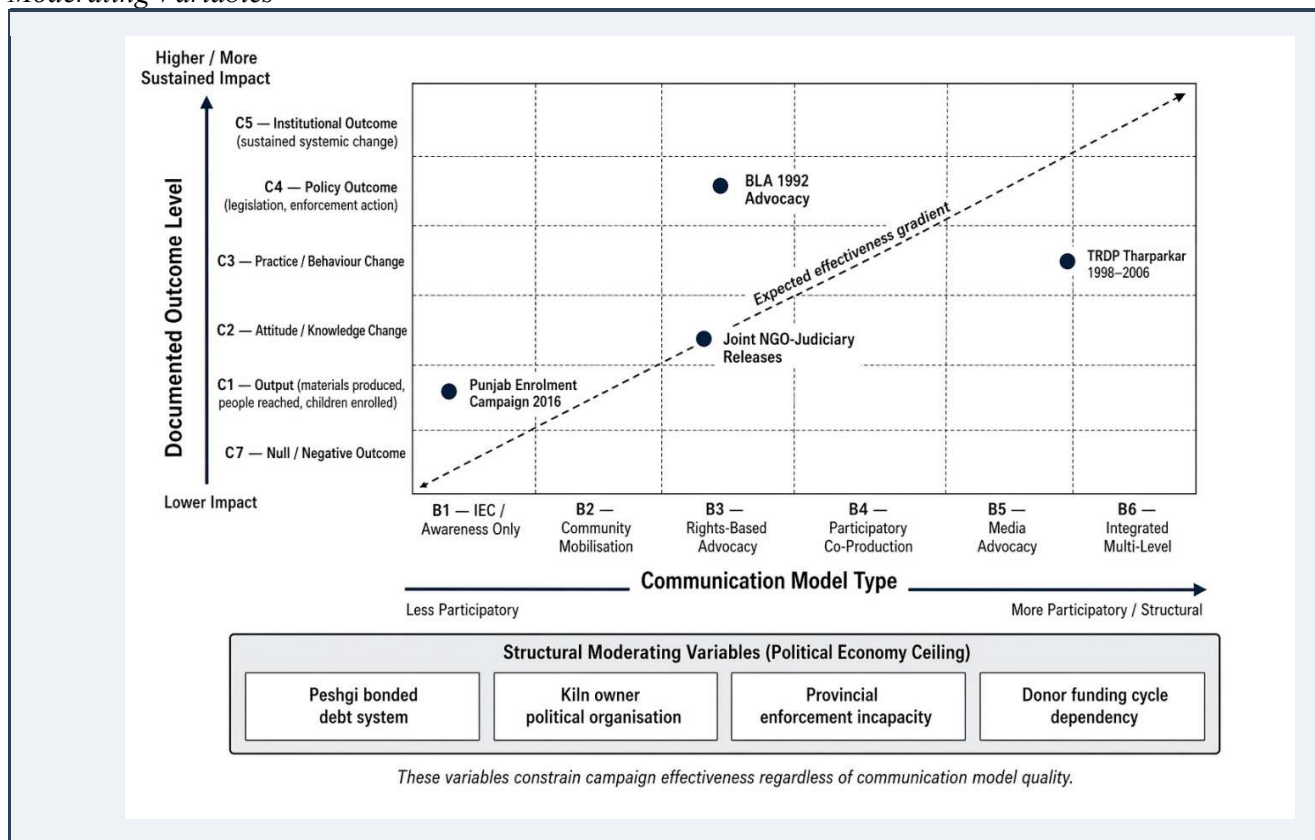 Moderating Variables
Higher / More
Sustained Impact
C5 — Institutional Outcome
(sustained systemic change)
C4 — Policy Outcome
(legislation, enforcement action)
BLA 1992
Advocacy
C3 — Practice / Behaviour Change
TRDP Tharparkar
1998–2006
Expected effectiveness gradient
C2 — Attitude / Knowledge Change
Joint NGO-Judiciary
Releases
C1 — Output (materials produced,
people reached, children enrolled)
Punjab Enrolment
Campaign 2016
C7 — Null / Negative Outcome
Documented Outcome Level
Lower Impact
B1 — IEC /
Awareness Only
B2 —
Community
Mobilisation
B3 —
Rights-Based
Advocacy
B4 —
Participatory
Co-Production
B5 —
Media
Advocacy
B6 —
Integrated
Multi-Level
Communication Model Type
Less Participatory
More Participatory / Structural
Structural Moderating Variables (Political Economy Ceiling)
Peshgi bonded
debt system
Kiln owner
political organisation
Provincial
enforcement incapacity
Donor funding cycle
dependency
These variables constrain campaign effectiveness regardless of communication model quality.